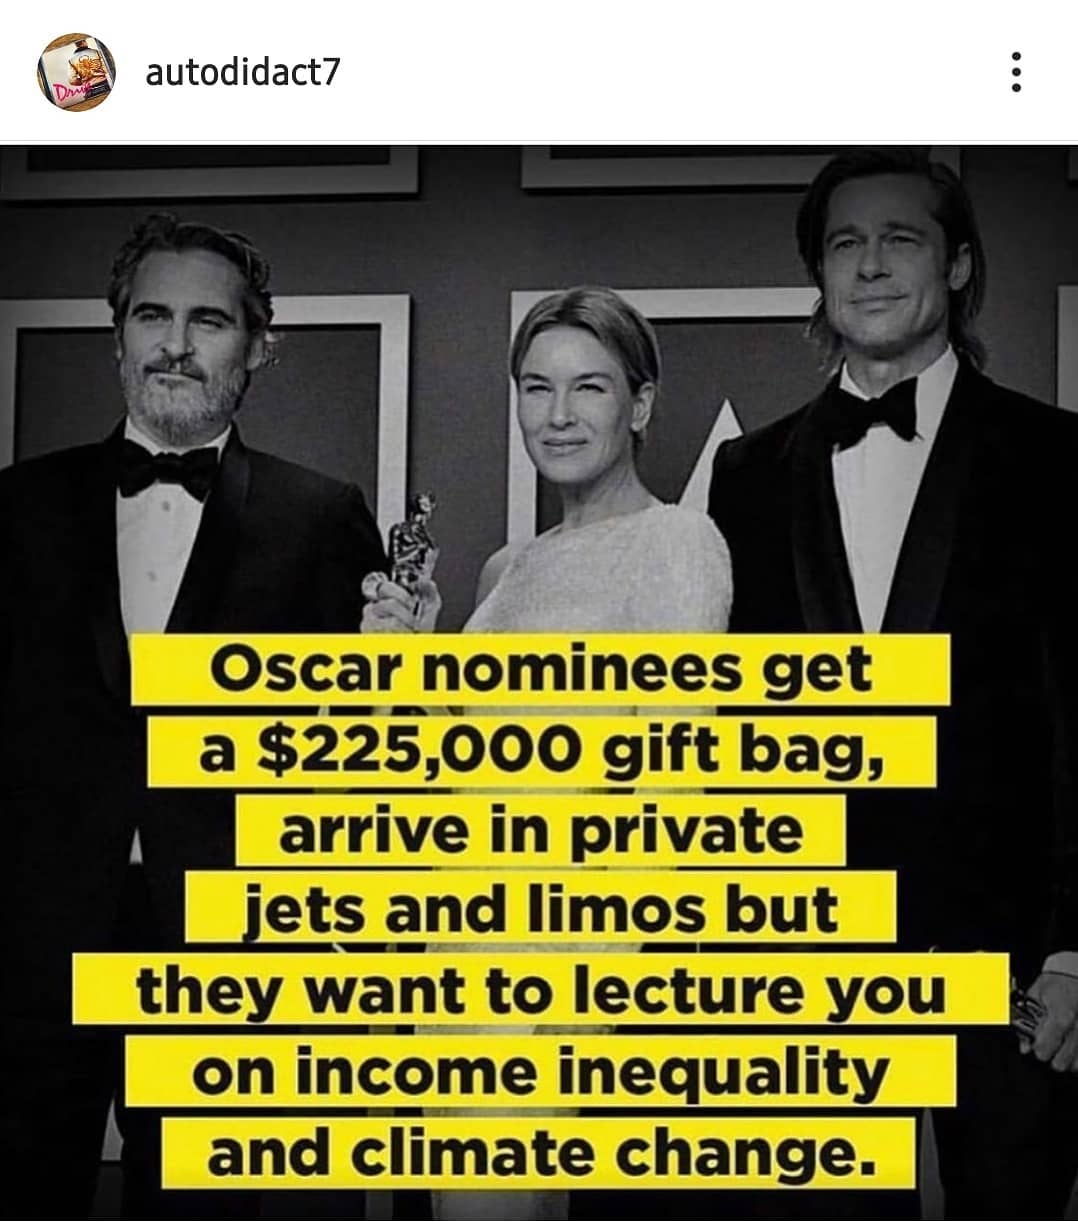 autodidact7
Drug
Oscar nominees get
a $225,000 gift bag,
arrive in private
jets and limos but
they want to lecture you
on income inequality
and climate change.